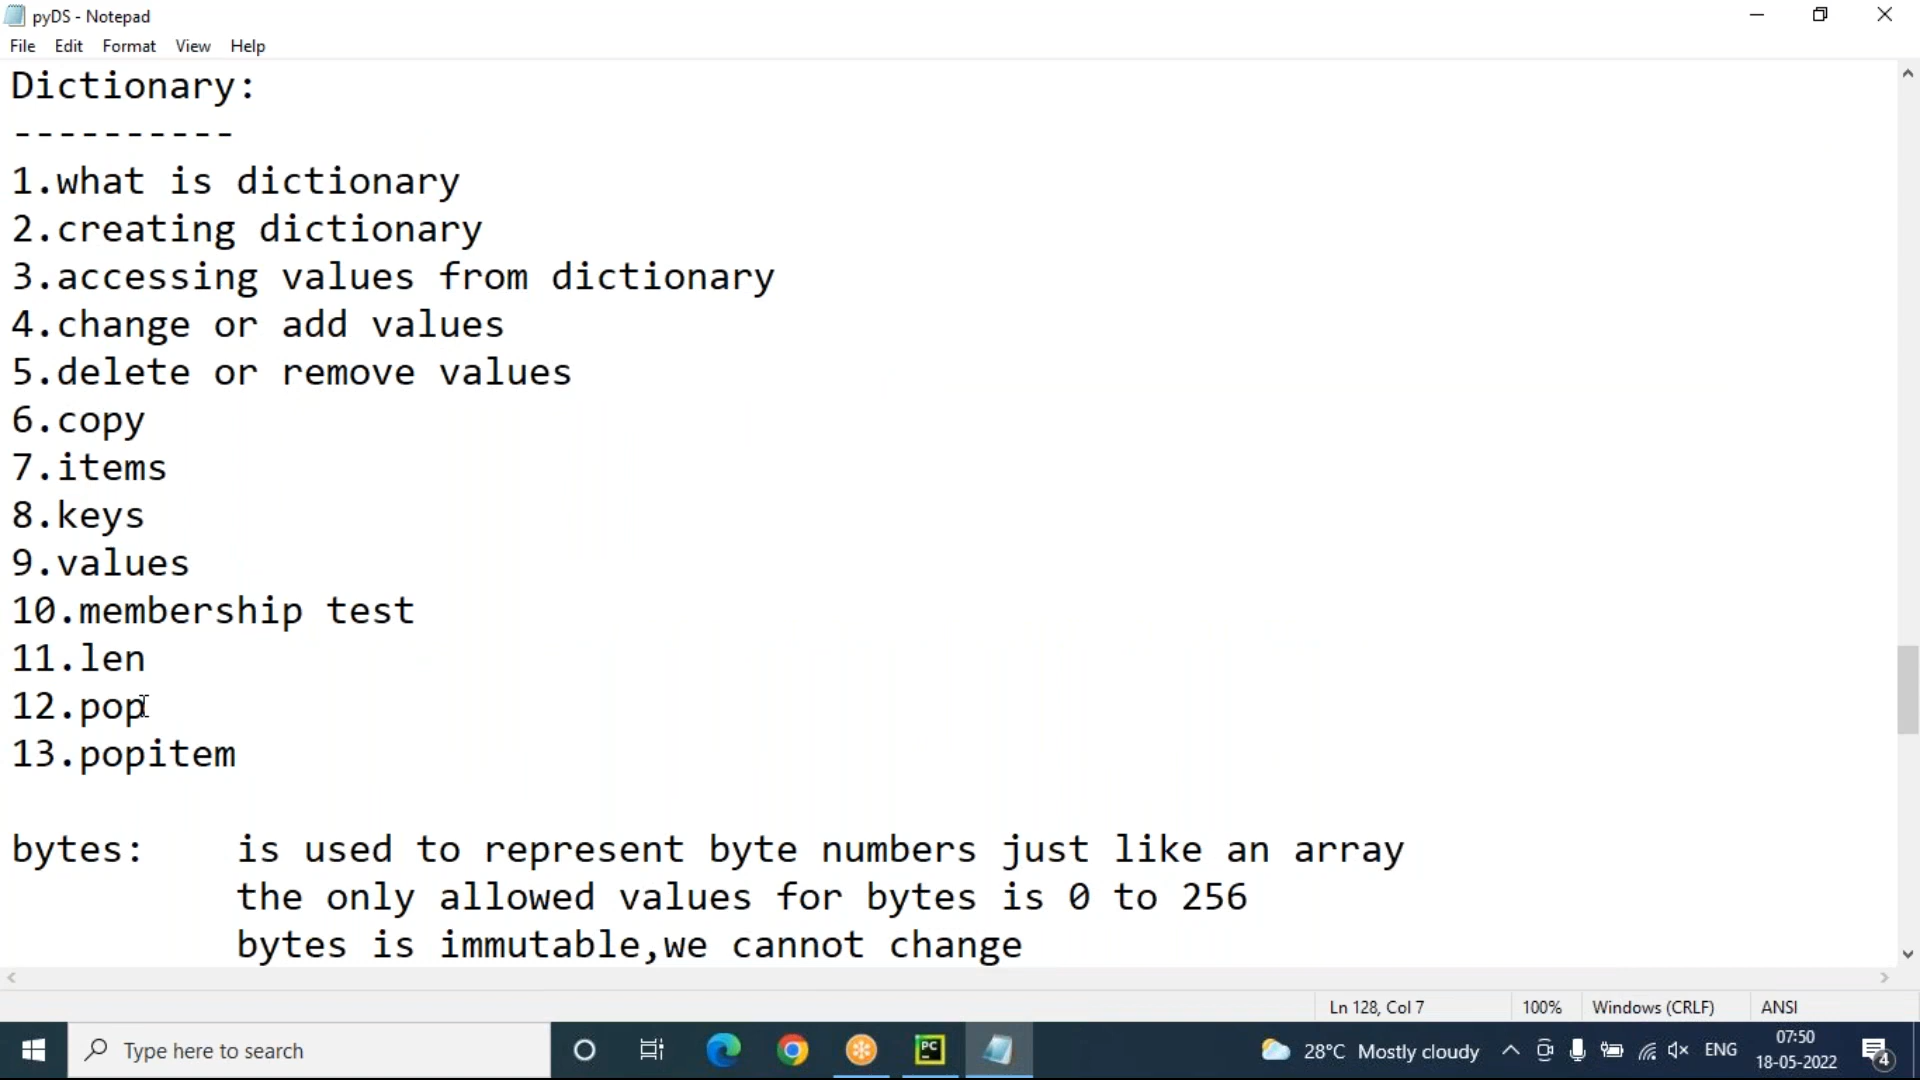 pyDS - Notepad
File Edit Format View Help
Dictionary:
----------
1.what is dictionary
2.creating dictionary
3.accessing values from dictionary
4.change or add values
5.delete or remove values
6.copy
7.items
8.keys
9.values
10.membership test
11.len
12.pop
13.popitem
bytes: is used to represent byte numbers just like an array
the only allowed values for bytes is 0 to 256
bytes is immutable,we cannot change
Ln 128, Col 7 100% Windows (CRLF) ANSI
Type here to search PC 28°C Mostly cloudy ENG 07:50
18-05-2022 4